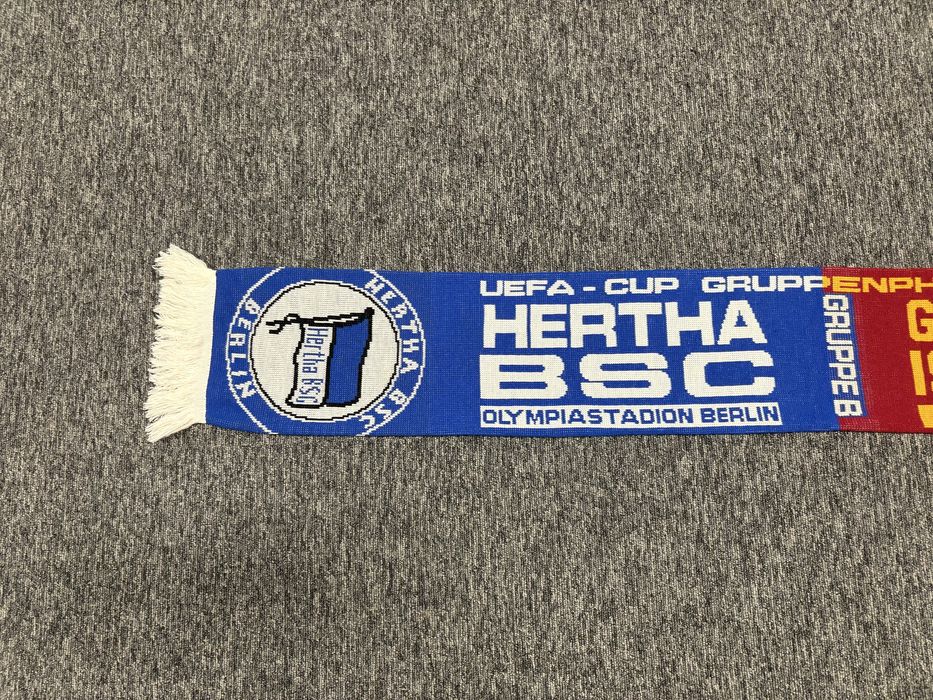 HERTHA BSC
BERLIN
Hertha BSC
UEFA - CUP GRUPPENPH
HERTHA
BSC
OLYMPIASTADION BERLIN
GRUPPE B